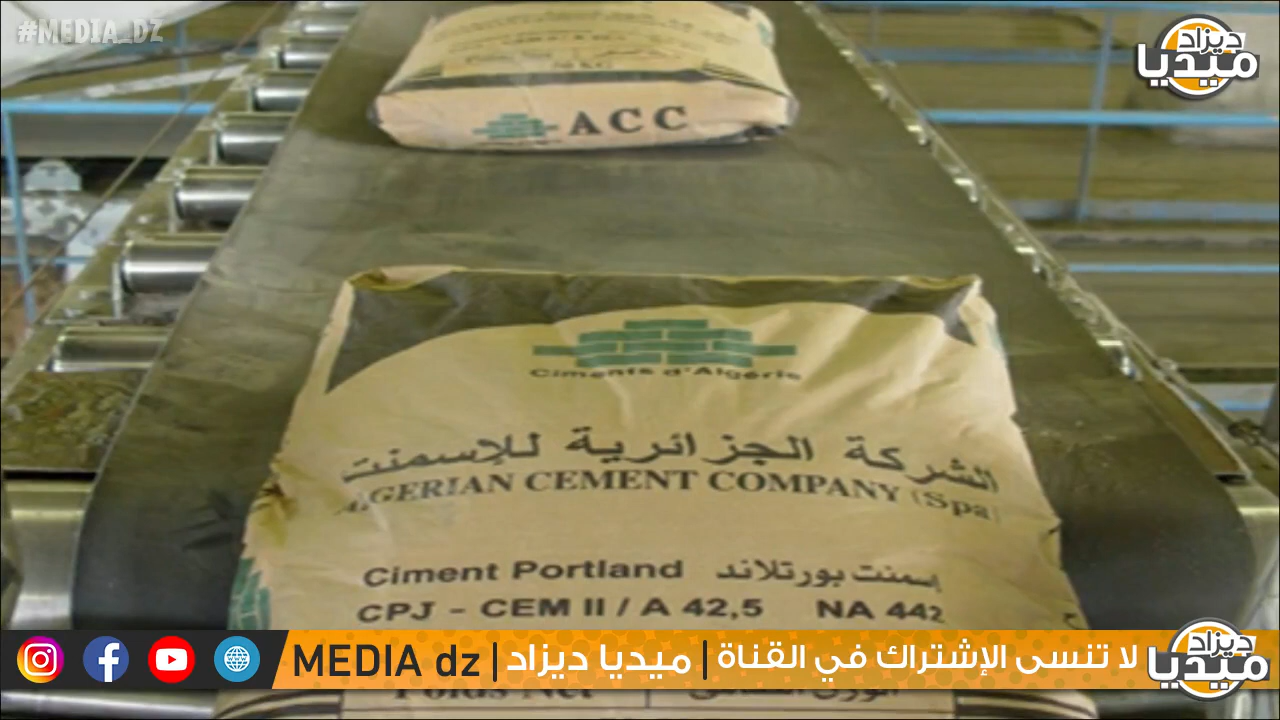 #MEDIA_DZ
ديزاد
ميديا
ACC
Ciments d'Algérie
الشركة الجزائرية للإسمنت
AGERIAN CEMENT COMPANY (Spa)
Ciment Portland إسمنت بورتلاند
CPJ - CEM II / A 42,5 NA 442
لا تنسى الإشتراك في القناة | ميديا ديزاد | MEDIA dz
ديزاد
ميديا